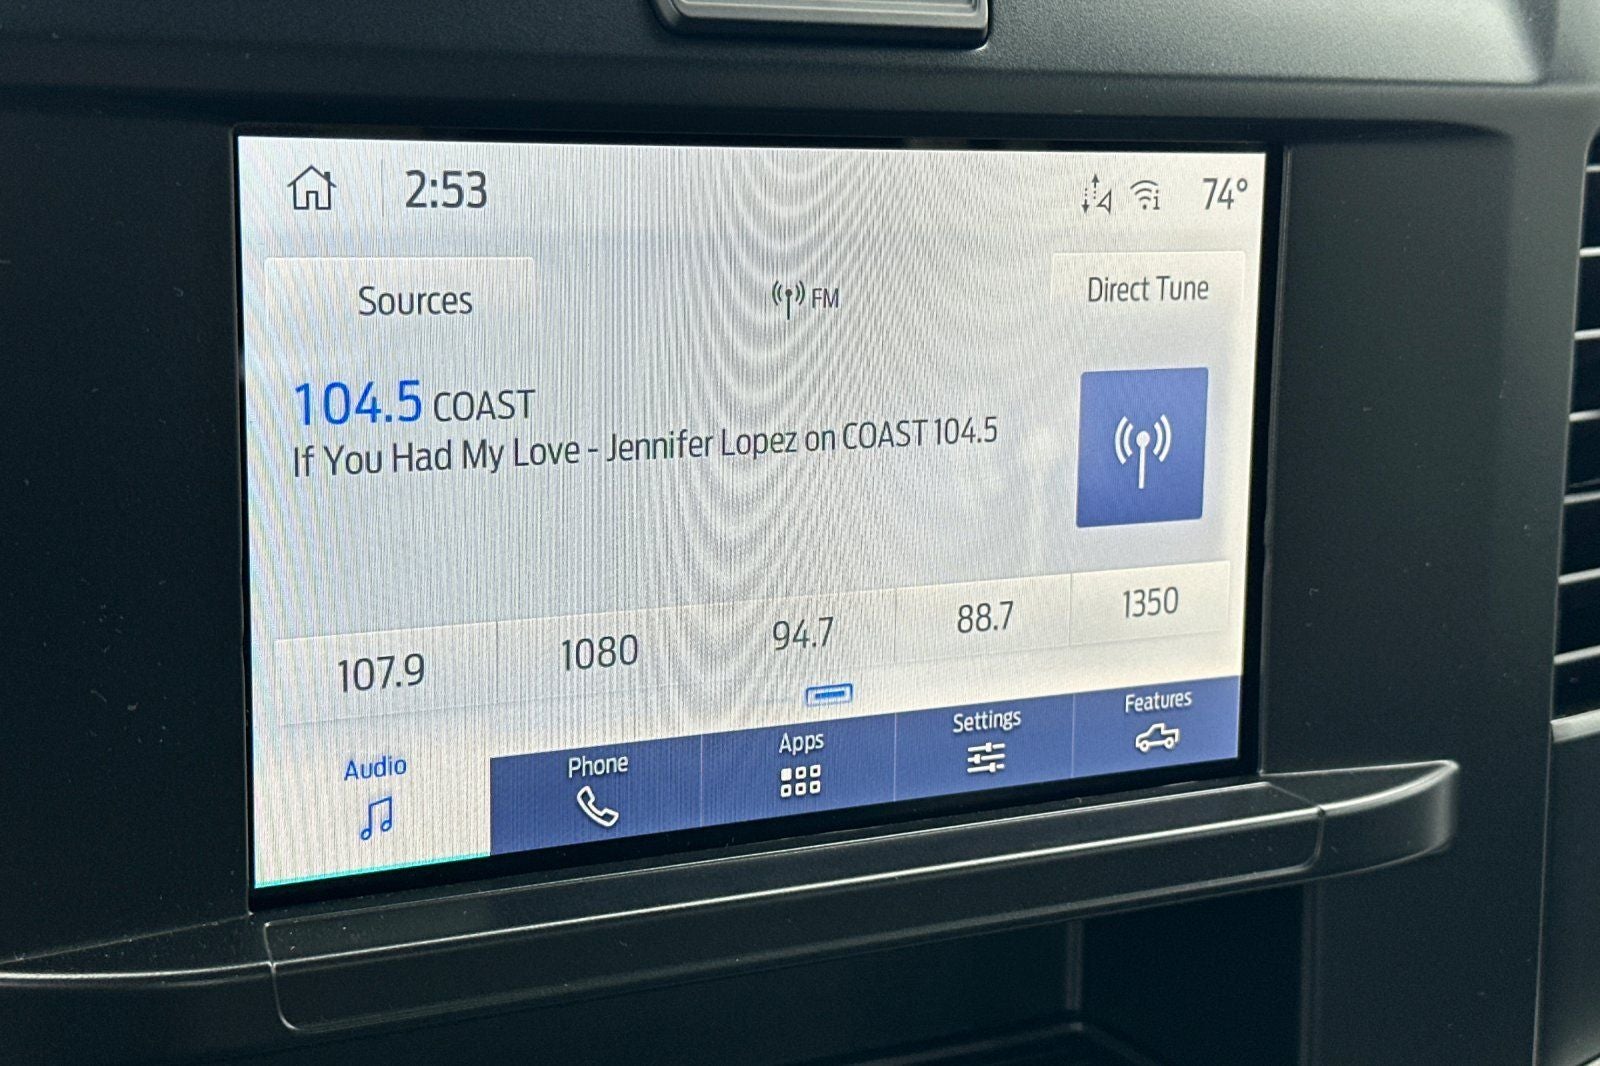 2:53
74°
Sources
FM
Direct Tune
104.5 COAST
If You Had My Love - Jennifer Lopez on COAST 104.5
107.9
1080
94.7
88.7
1350
Audio
Phone
Apps
Settings
Features